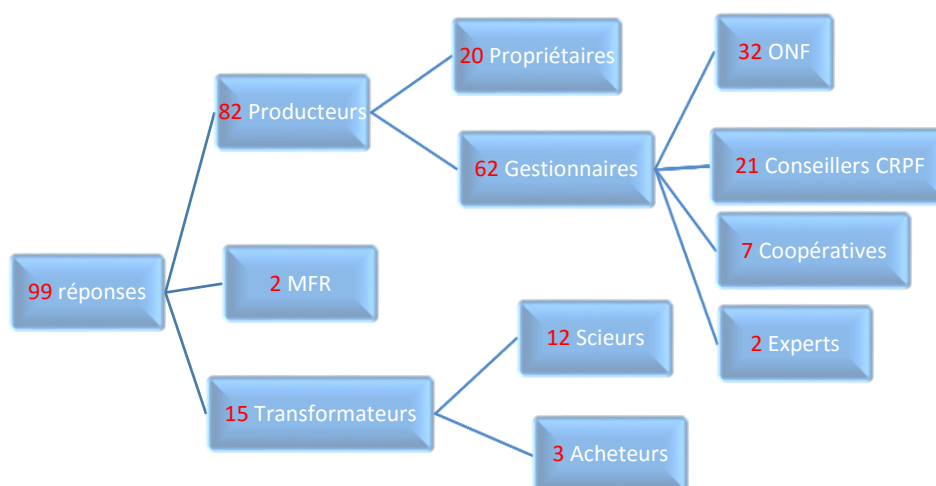 99 réponses
82 Producteurs
20 Propriétaires
62 Gestionnaires
32 ONF
21 Conseillers CRPF
7 Coopératives
2 Experts
2 MFR
15 Transformateurs
12 Scieurs
3 Acheteurs